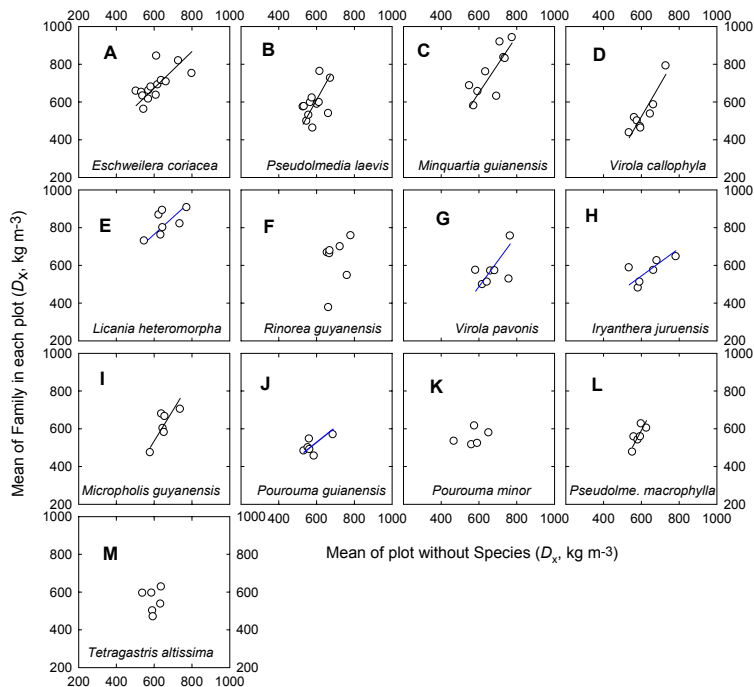 200 400 600 800 1000 200 400 600 800 1000 200 400 600 800 1000 200 400 600 800 1000
1000
800
600
400
200
A
Eschweilera coriacea
B
Pseudolmedia laevis
C
Minquartia guianensis
D
Virola callophyla
1000
800
600
400
200
1000
800
600
400
200
E
Licania heteromorpha
F
Rinorea guyanensis
G
Virola pavonis
H
Iryanthera juruensis
1000
800
600
400
200
1000
800
600
400
200
I
Micropholis guyanensis
J
Pourouma guianensis
K
Pourouma minor
L
Pseudolme. macrophylla
1000
800
600
400
200
1000
800
600
400
200
200 400 600 800 1000 200 400 600 800 1000 200 400 600 800 1000
M
Tetragastris altissima
1000
800
600
400
200
1000
800
600
400
200
200 400 600 800 1000
Mean of Family in each plot (Dx, kg m-3)
Mean of plot without Species (Dx, kg m-3)